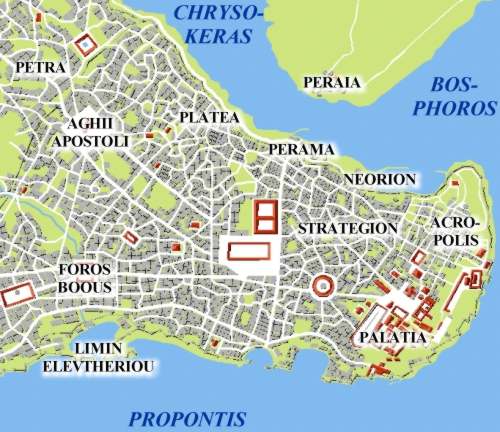 CHRYSO-
KERAS
PETRA
PERAIA
BOS-
PHOROS
AGHII
APOSTOLI
PLATEA
PERAMA
NEORION
STRATEGION
ACRO-
POLIS
FOROS
BOOUS
LIMIN
ELEVTHERIOU
PALATIA
PROPONTIS